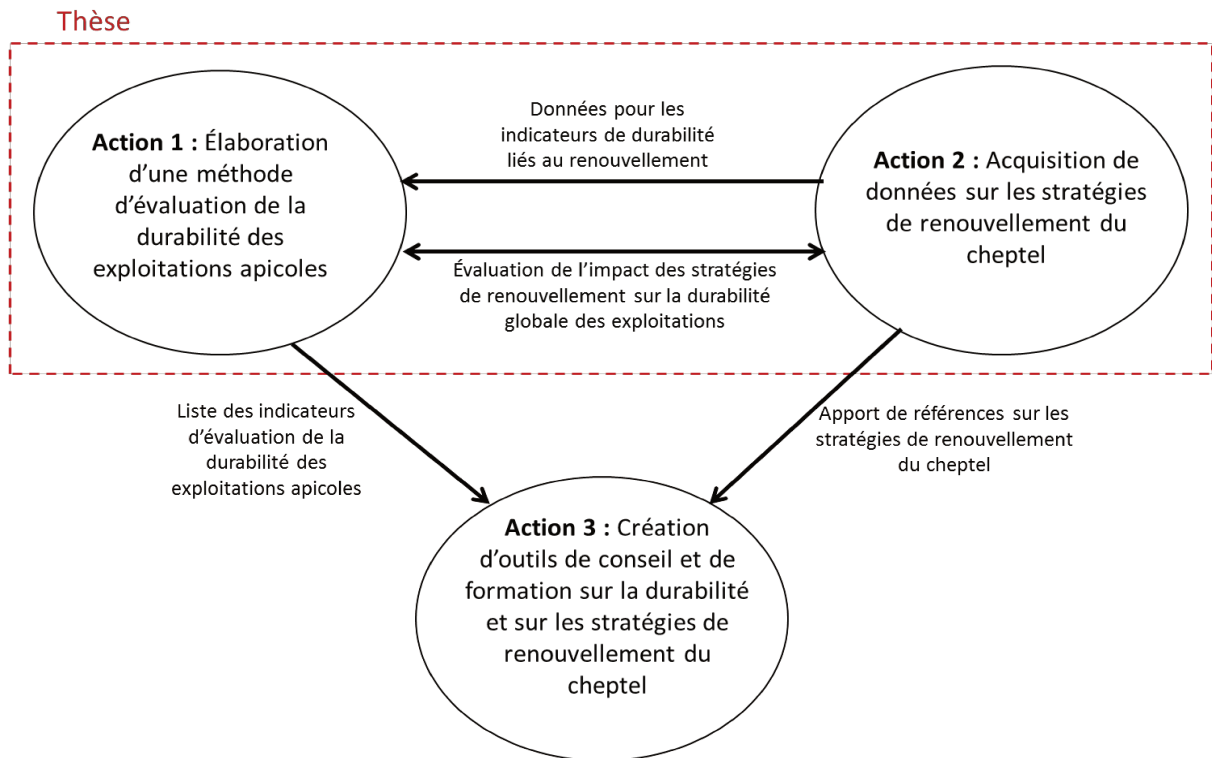 Thèse
Action 1 : Élaboration
d’une méthode
d’évaluation de la
durabilité des
exploitations apicoles
Données pour les
indicateurs de durabilité
liés au renouvellement
Évaluation de l’impact des stratégies
de renouvellement sur la durabilité
globale des exploitations
Action 2 : Acquisition de
données sur les stratégies
de renouvellement du
cheptel
Liste des indicateurs
d’évaluation de la
durabilité des
exploitations apicoles
Apport de références sur les
stratégies de renouvellement
du cheptel
Action 3 : Création
d’outils de conseil et de
formation sur la durabilité
et sur les stratégies de
renouvellement du
cheptel